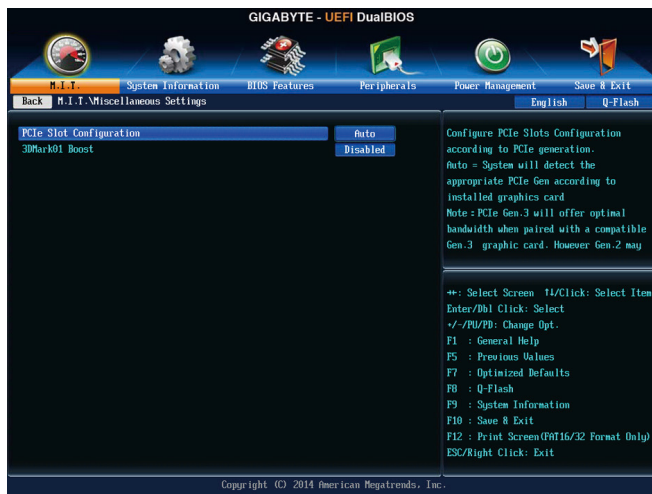 GIGABYTE - UEFI DualBIOS
M.I.T.
System Information
BIOS Features
Peripherals
Power Management
Save & Exit
Back M.I.T.\Miscellaneous Settings
English
Q-Flash
PCIe Slot Configuration Auto
3DMark01 Boost Disabled
Configure PCIe Slots Configuration
according to PCIe generation.
Auto = System will detect the
appropriate PCIe Gen according to
installed graphics card
Note : PCIe Gen.3 will offer optimal
bandwidth when paired with a compatible
Gen.3 graphic card. However Gen.2 may
→←: Select Screen ↑↓/Click: Select Item
Enter/Dbl Click: Select
+/-/PU/PD: Change Opt.
F1 : General Help
F5 : Previous Values
F7 : Optimized Defaults
F8 : Q-Flash
F9 : System Information
F10 : Save & Exit
F12 : Print Screen(FAT16/32 Format Only)
ESC/Right Click: Exit
Copyright (C) 2014 American Megatrends, Inc.